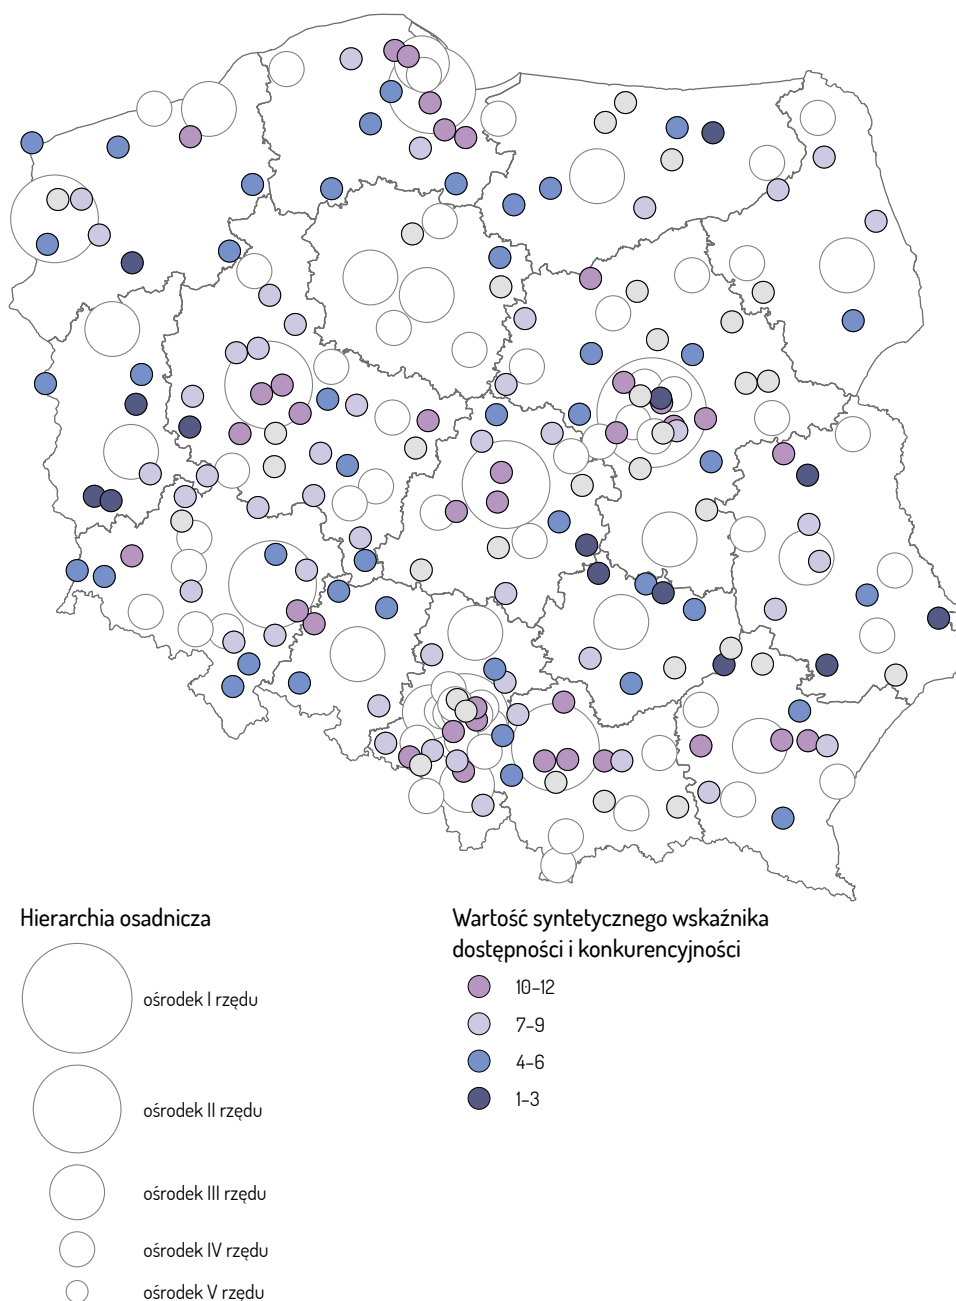 Hierarchia osadnicza
ośrodek I rzędu
ośrodek II rzędu
ośrodek III rzędu
ośrodek IV rzędu
ośrodek V rzędu
Wartość syntetycznego wskaźnika
dostępności i konkurencyjności
10–12
7–9
4–6
1–3